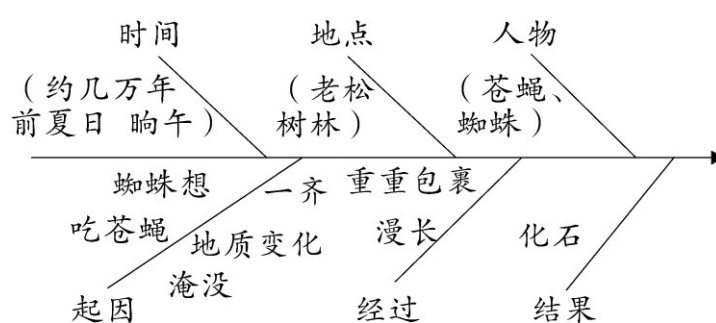 时间
地点
人物
（约几万年
前夏日 晌午）
（老松
树林）
（苍蝇、
蜘蛛）
蜘蛛想
吃苍蝇
一齐
地质变化
淹没
重重包裹
漫长
化石
起因
经过
结果